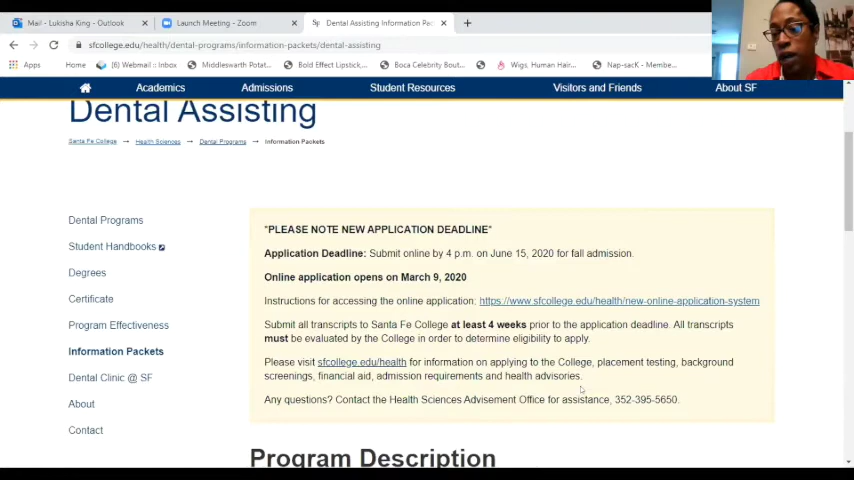 Mail - Lukisha King - Outlook
Launch Meeting - Zoom
Dental Assisting Information Pac
sfcollege.edu/health/dental-programs/information-packets/dental-assisting
Apps
Home
(6) Webmail :: Inbox
Middleswarth Potat...
Bold Effect Lipstick,...
Boca Celebrity Bout...
Wigs, Human Hair...
Nap-sacK - Membe...
Academics
Admissions
Student Resources
Visitors and Friends
About SF
Dental Assisting
Santa Fe College → Health Sciences → Dental Programs → Information Packets
Dental Programs
Student Handbooks
Degrees
Certificate
Program Effectiveness
Information Packets
Dental Clinic @ SF
About
Contact
*PLEASE NOTE NEW APPLICATION DEADLINE*
Application Deadline: Submit online by 4 p.m. on June 15, 2020 for fall admission.
Online application opens on March 9, 2020
Instructions for accessing the online application: https://www.sfcollege.edu/health/new-online-application-system
Submit all transcripts to Santa Fe College at least 4 weeks prior to the application deadline. All transcripts
must be evaluated by the College in order to determine eligibility to apply.
Please visit sfcollege.edu/health for information on applying to the College, placement testing, background
screenings, financial aid, admission requirements and health advisories.
Any questions? Contact the Health Sciences Advisement Office for assistance, 352-395-5650.
Program Description